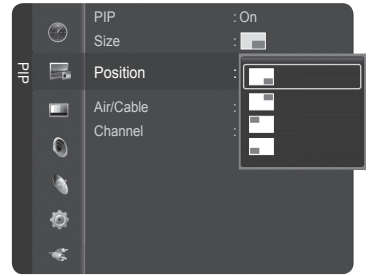 PIP
PIP : On
Size :
Position :
Air/Cable :
Channel :